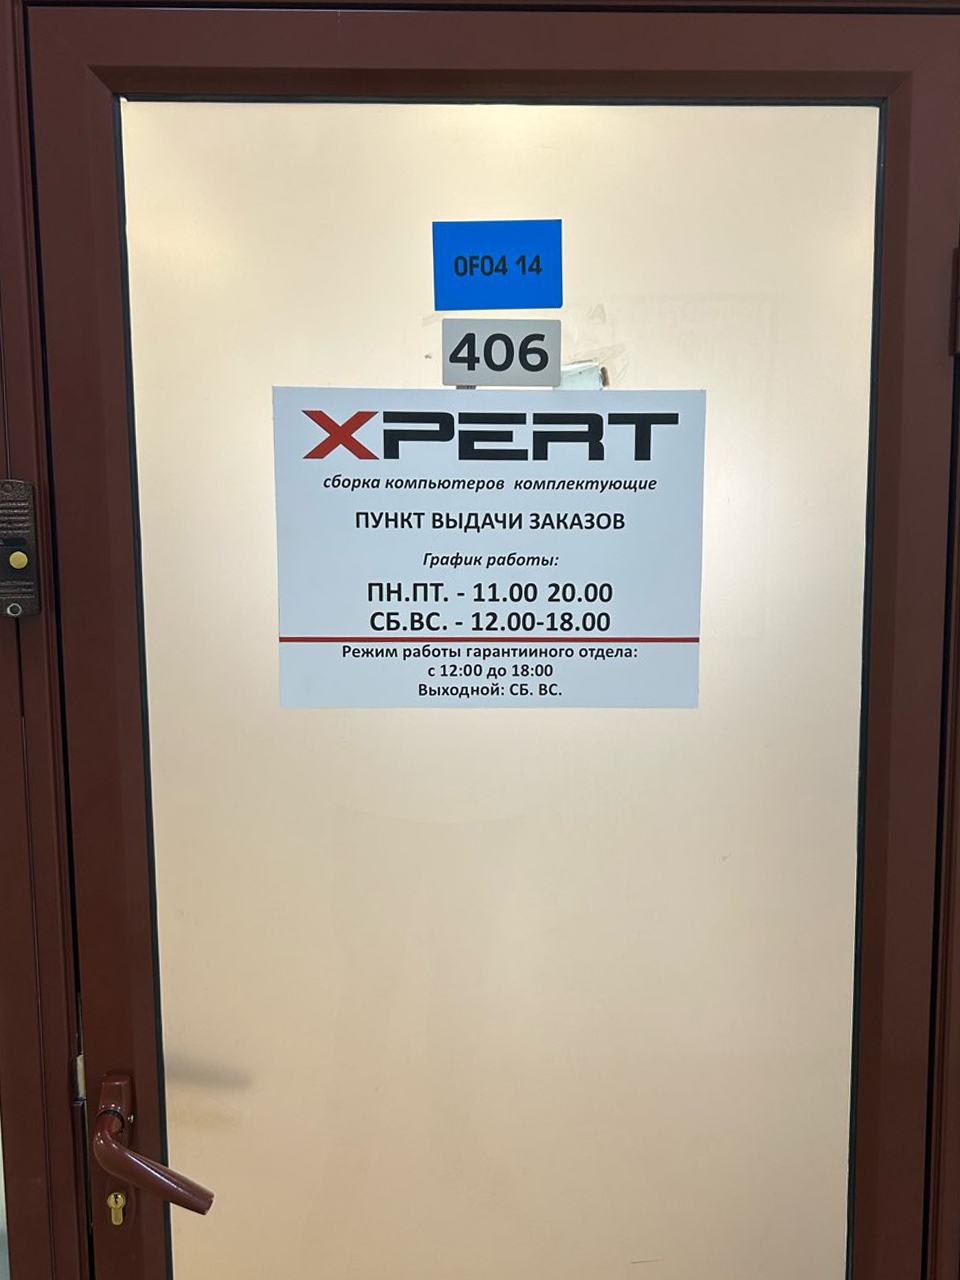 0F04 14
406
XPERT
сборка компьютеров комплектующие
ПУНКТ ВЫДАЧИ ЗАКАЗОВ
График работы:
ПН.ПТ. - 11.00 20.00
СБ.ВС. - 12.00-18.00
Режим работы гарантииного отдела:
с 12:00 до 18:00
Выходной: СБ. ВС.